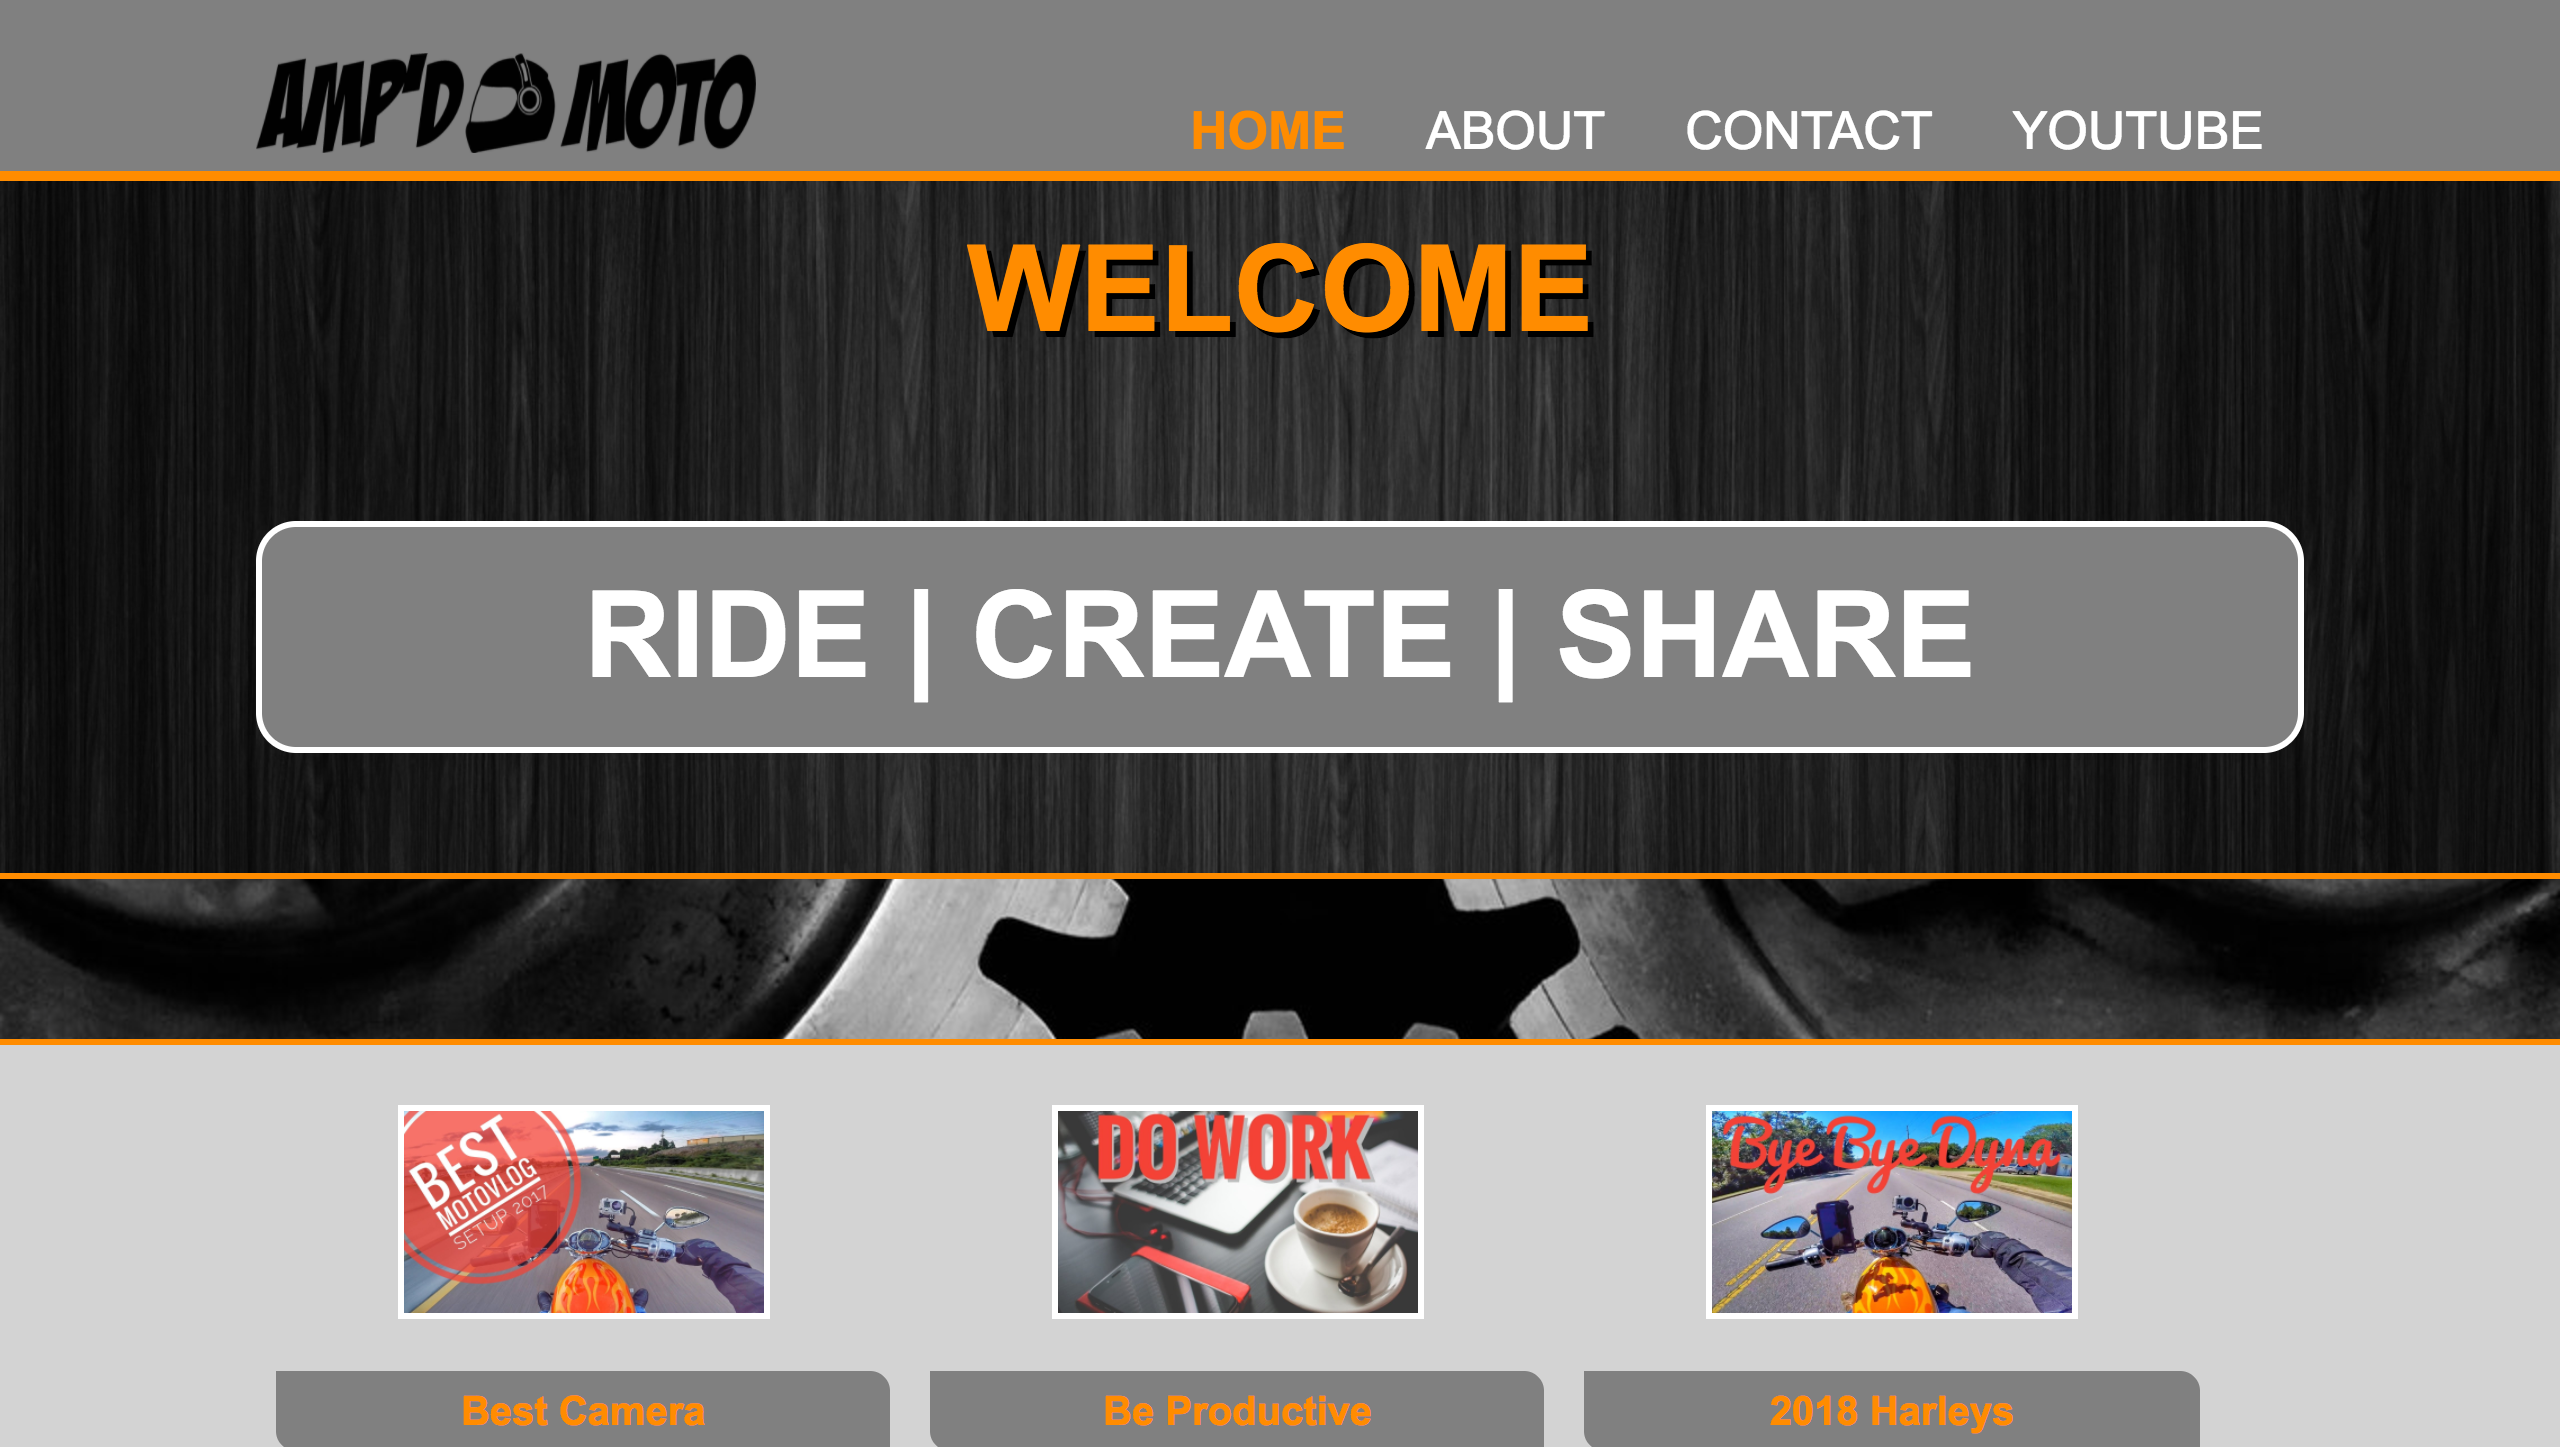 AMP'D MOTO
HOME ABOUT CONTACT YOUTUBE
WELCOME
RIDE | CREATE | SHARE
BEST
MOTOVLOG
SETUP 2017
DO WORK
Bye Bye Dyna
Best Camera
Be Productive
2018 Harleys